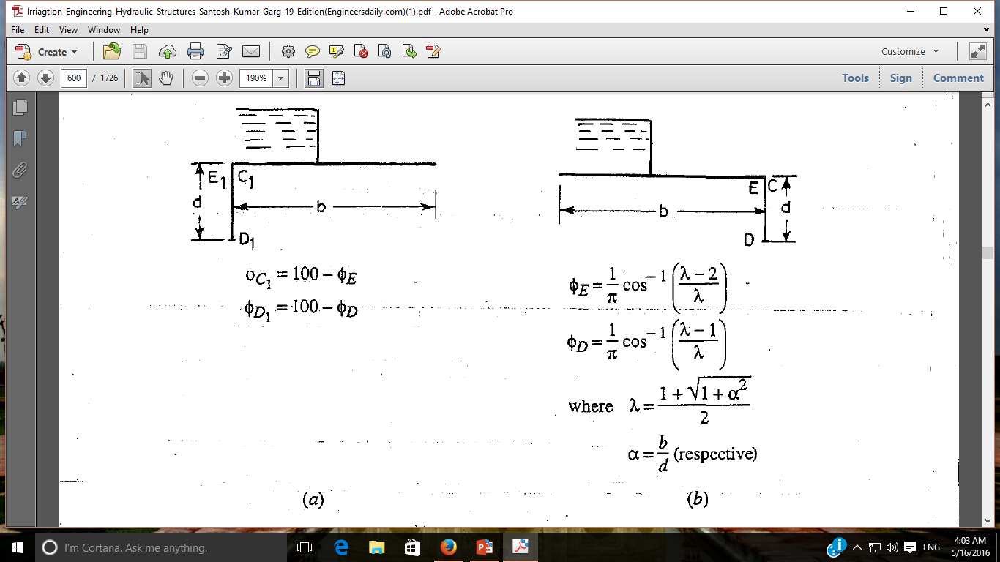 Irriagtion-Engineering-Hydraulic-Structures-Santosh-Kumar-Garg-19-Edition(Engineersdaily.com)(1).pdf - Adobe Acrobat Pro
File Edit View Window Help
Create Customize
600 / 1726 190% Tools Sign Comment
E₁ C₁
d
b
D₁
ϕC₁ = 100 − ϕE
ϕD₁ = 100 − ϕD
(a)
E C
b d
D
ϕE = 1/π cos⁻¹ ((λ − 2)/λ)
ϕD = 1/π cos⁻¹ ((λ − 1)/λ)
where λ = (1 + √(1 + α²))/2
α = b/d (respective)
(b)
I'm Cortana. Ask me anything.
ENG
4:03 AM
5/16/2016